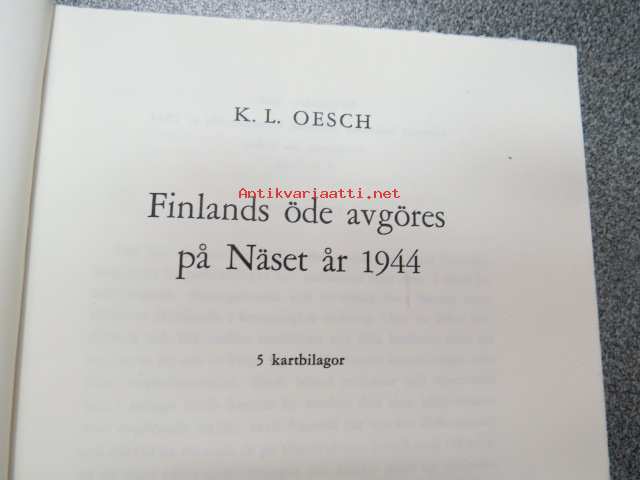 K. L. OESCH
Antikvariaatti.net
Finlands öde avgöres
på Näset år 1944
5 kartbilagor